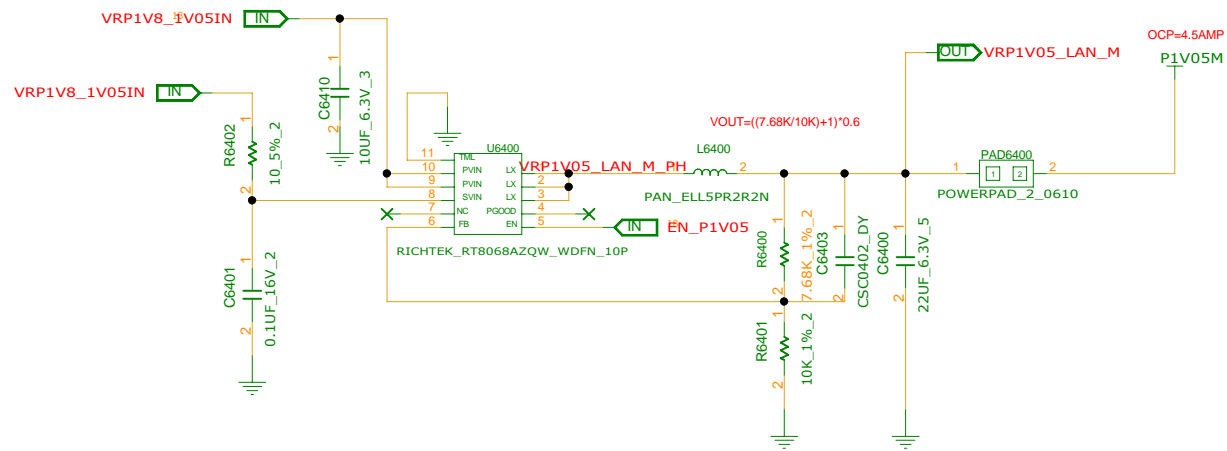 VRP1V8_1V05IN
IN
OUT
VRP1V05_LAN_M
OCP=4.5AMP
P1V05M
VRP1V8_1V05IN
IN
1
C6410
10UF_6.3V_3
2
1
R6402
10_5%_2
2
VOUT=((7.68K/10K)+1)*0.6
U6400
L6400
PAD6400
VRP1V05_LAN_M_PH
11
TML
10
PVIN
LX
1
9
PVIN
LX
2
8
SVIN
LX
3
7
NC
PGOOD
4
6
FB
EN
5
1
2
PAN_ELL5PR2R2N
1
1
2
2
POWERPAD_2_0610
IN
EN_P1V05
RICHTEK_RT8068AZQW_WDFN_10P
1
R6400
7.68K_1%_2
2
1
C6403
CSC0402_DY
2
1
C6400
22UF_6.3V_5
2
1
C6401
0.1UF_16V_2
2
1
R6401
10K_1%_2
2